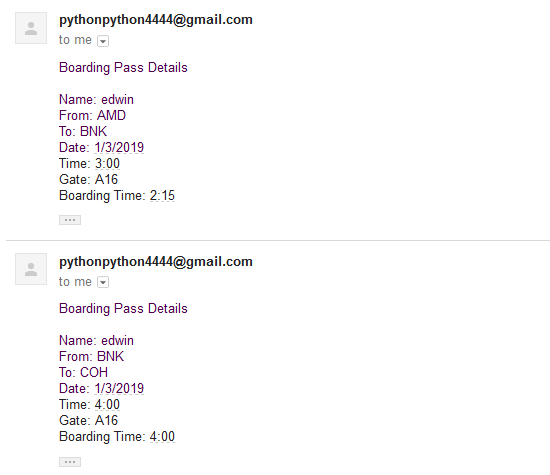 pythonpython4444@gmail.com
to me
Boarding Pass Details
Name: edwin
From: AMD
To: BNK
Date: 1/3/2019
Time: 3:00
Gate: A16
Boarding Time: 2:15
pythonpython4444@gmail.com
to me
Boarding Pass Details
Name: edwin
From: BNK
To: COH
Date: 1/3/2019
Time: 4:00
Gate: A16
Boarding Time: 4:00